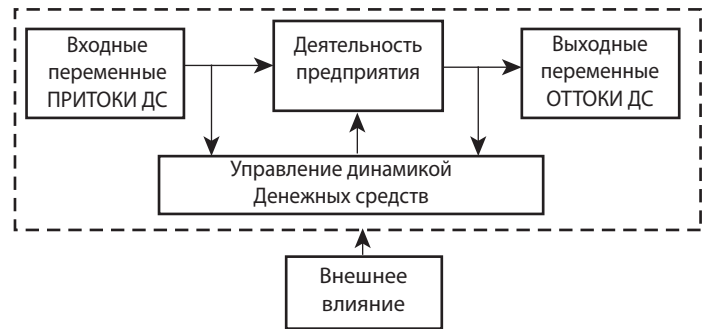 Входные
переменные
ПРИТОКИ ДС
Деятельность
предприятия
Выходные
переменные
ОТТОКИ ДС
Управление динамикой
Денежных средств
Внешнее
влияние